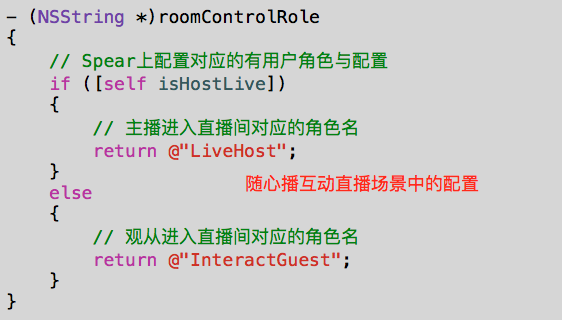 - (NSString *)roomControlRole
{
    // Spear上配置对应的有用户角色与配置
    if ([self isHostLive])
    {
        // 主播进入直播间对应的角色名
        return @"LiveHost";
    }
随心播互动直播场景中的配置
    else
    {
        // 观从进入直播间对应的角色名
        return @"InteractGuest";
    }
}